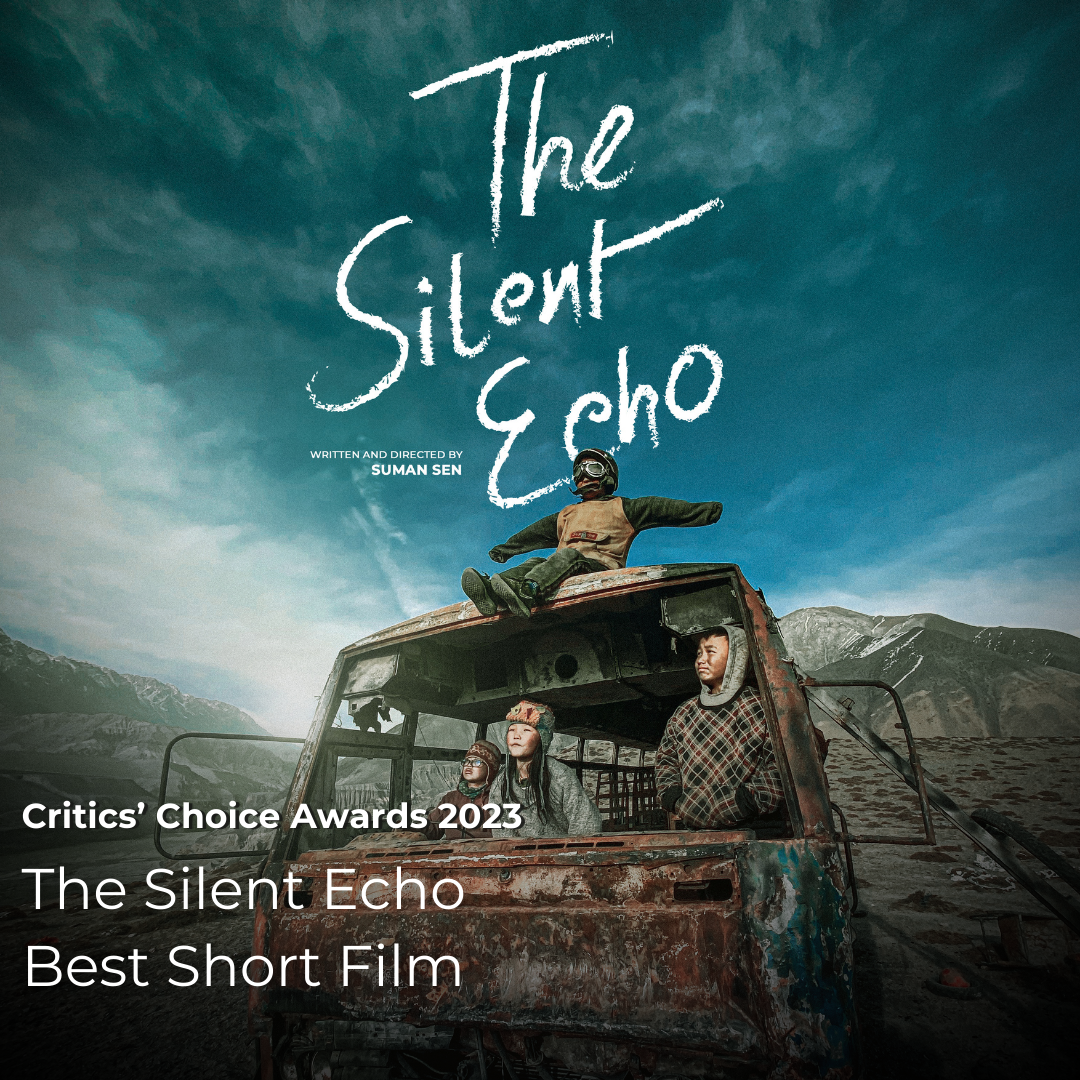 The
Silent
Echo
WRITTEN AND DIRECTED BY
SUMAN SEN
Critics’ Choice Awards 2023
The Silent Echo
Best Short Film